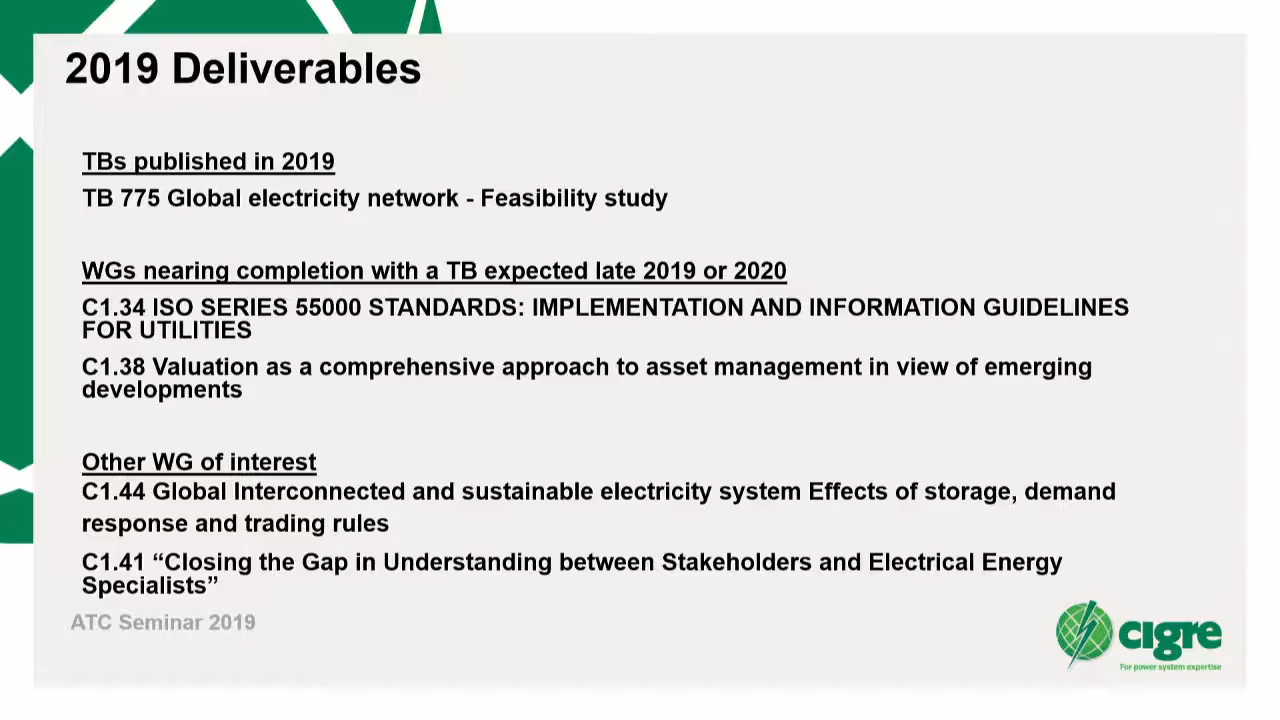 2019 Deliverables
TBs published in 2019
TB 775 Global electricity network - Feasibility study
WGs nearing completion with a TB expected late 2019 or 2020
C1.34 ISO SERIES 55000 STANDARDS: IMPLEMENTATION AND INFORMATION GUIDELINES
FOR UTILITIES
C1.38 Valuation as a comprehensive approach to asset management in view of emerging
developments
Other WG of interest
C1.44 Global Interconnected and sustainable electricity system Effects of storage, demand
response and trading rules
C1.41 “Closing the Gap in Understanding between Stakeholders and Electrical Energy
Specialists”
ATC Seminar 2019
cigre
For power system expertise